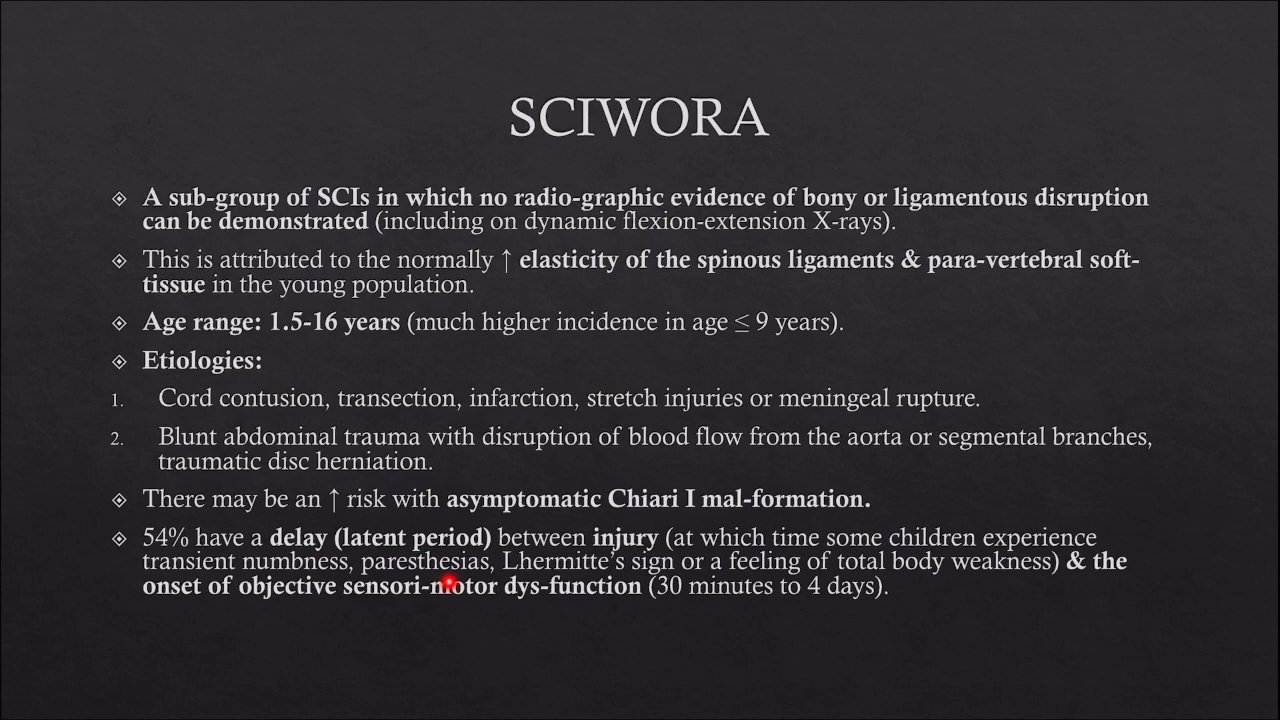 SCIWORA
A sub-group of SCIs in which no radio-graphic evidence of bony or ligamentous disruption
can be demonstrated (including on dynamic flexion-extension X-rays).
This is attributed to the normally ↑ elasticity of the spinous ligaments & para-vertebral soft-
tissue in the young population.
Age range: 1.5-16 years (much higher incidence in age ≤ 9 years).
Etiologies:
1. Cord contusion, transection, infarction, stretch injuries or meningeal rupture.
2. Blunt abdominal trauma with disruption of blood flow from the aorta or segmental branches,
traumatic disc herniation.
There may be an ↑ risk with asymptomatic Chiari I mal-formation.
54% have a delay (latent period) between injury (at which time some children experience
transient numbness, paresthesias, Lhermitte's sign or a feeling of total body weakness) & the
onset of objective sensori-motor dys-function (30 minutes to 4 days).